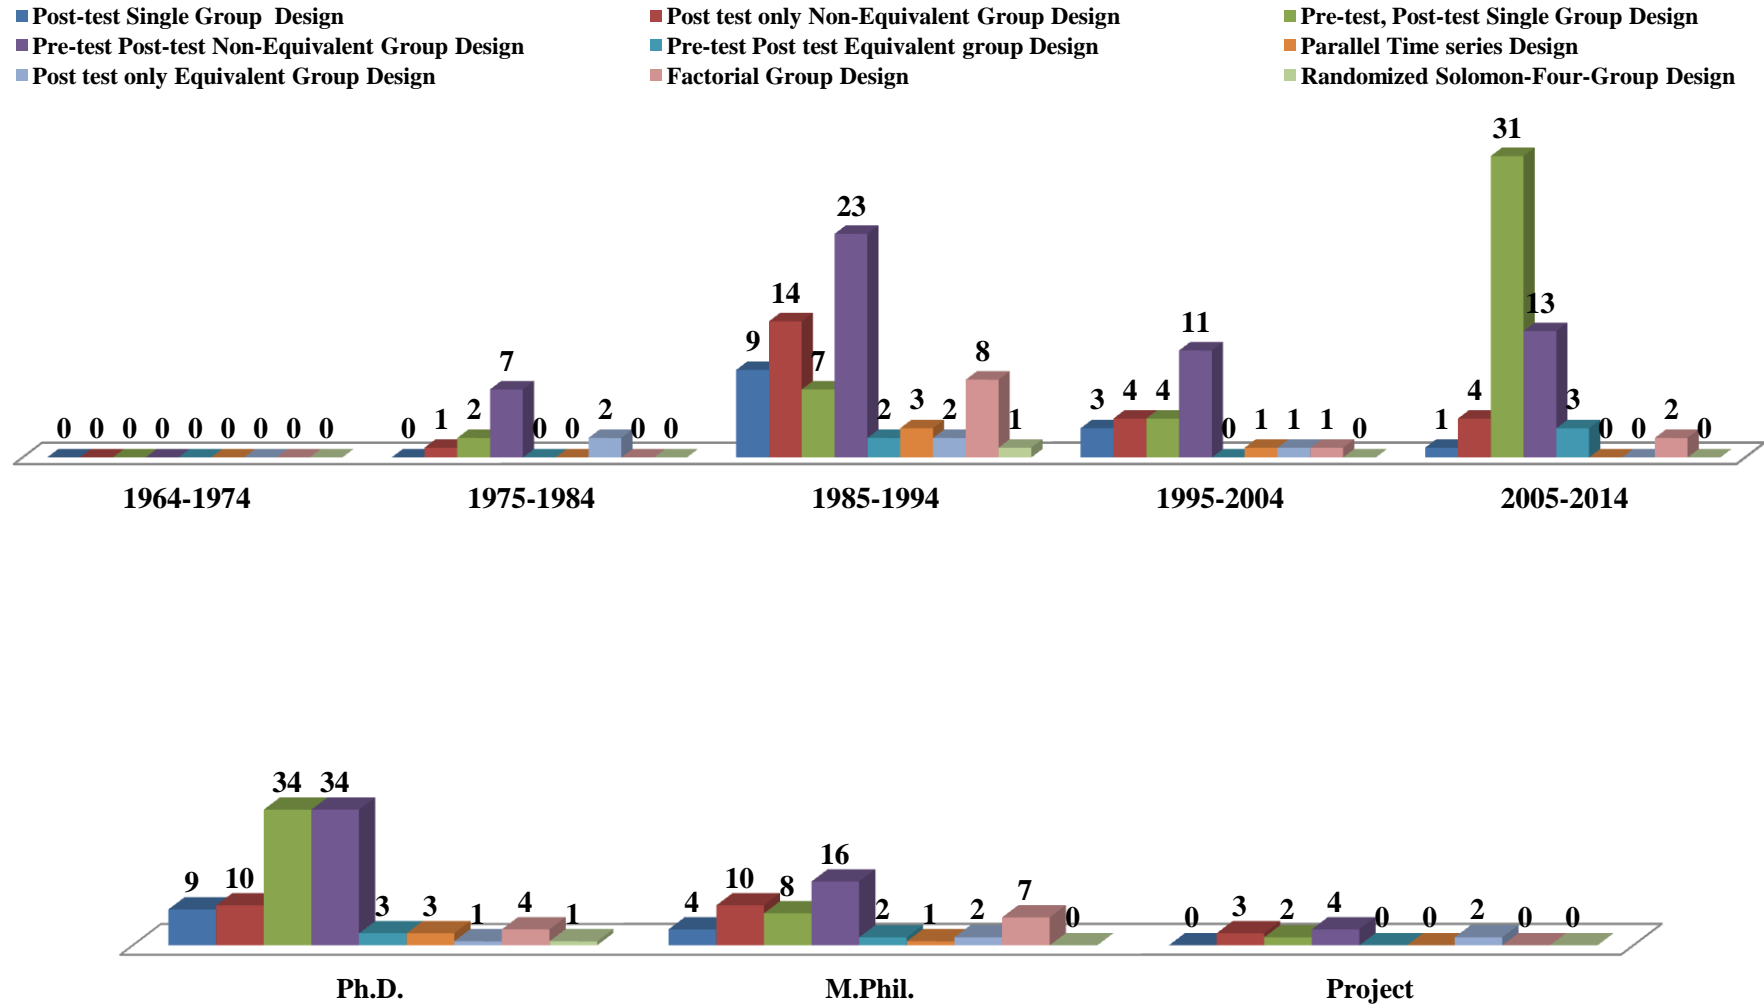 Post-test Single Group  Design
Post test only Non-Equivalent Group Design
Pre-test, Post-test Single Group Design
Pre-test Post-test Non-Equivalent Group Design
Pre-test Post test Equivalent group Design
Parallel Time series Design
Post test only Equivalent Group Design
Factorial Group Design
Randomized Solomon-Four-Group Design
0 0 0 0 0 0 0 0 0
0 1 2 7 0 0 2 0 0
9 14 7 23 2 3 2 8 1
3 4 4 11 0 1 1 1 0
1 4 31 13 3 0 0 2 0
1964-1974
1975-1984
1985-1994
1995-2004
2005-2014
9 10 34 34 3 3 1 4 1
4 10 8 16 2 1 2 7 0
0 3 2 4 0 0 2 0 0
Ph.D.
M.Phil.
Project